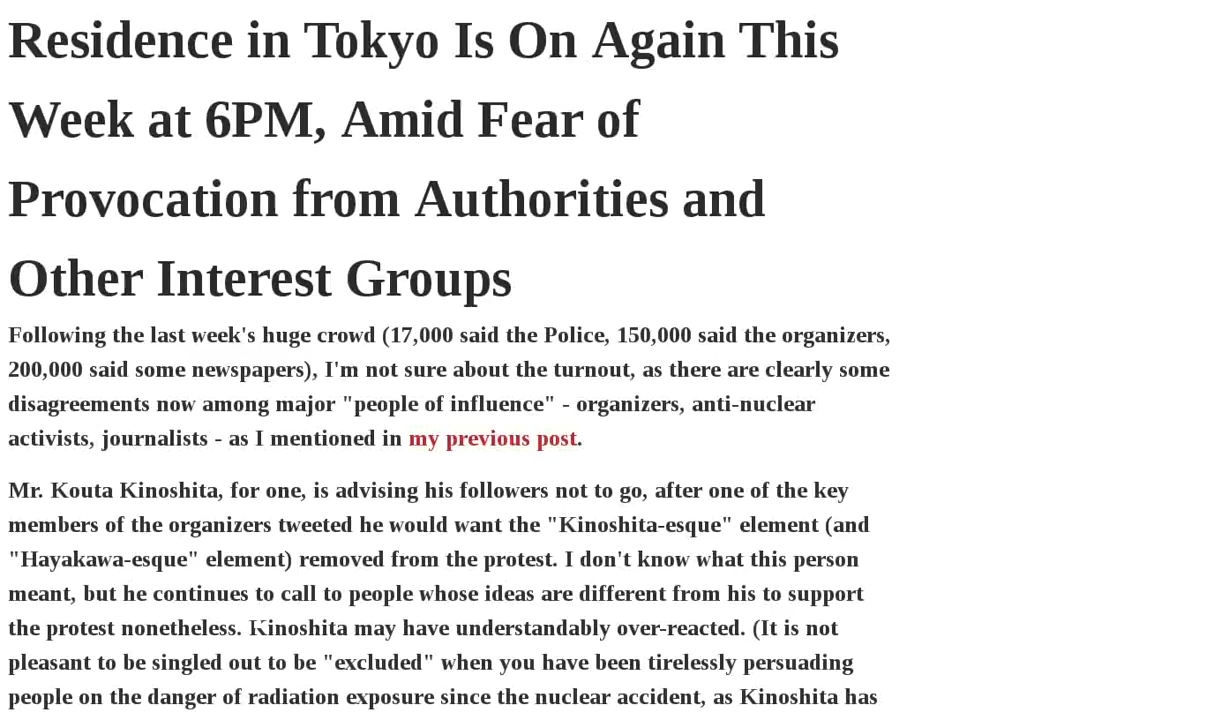 Residence in Tokyo Is On Again This
Week at 6PM, Amid Fear of
Provocation from Authorities and
Other Interest Groups
Following the last week's huge crowd (17,000 said the Police, 150,000 said the organizers,
200,000 said some newspapers), I'm not sure about the turnout, as there are clearly some
disagreements now among major "people of influence" - organizers, anti-nuclear
activists, journalists - as I mentioned in my previous post.
Mr. Kouta Kinoshita, for one, is advising his followers not to go, after one of the key
members of the organizers tweeted he would want the "Kinoshita-esque" element (and
"Hayakawa-esque" element) removed from the protest. I don't know what this person
meant, but he continues to call to people whose ideas are different from his to support
the protest nonetheless. Kinoshita may have understandably over-reacted. (It is not
pleasant to be singled out to be "excluded" when you have been tirelessly persuading
people on the danger of radiation exposure since the nuclear accident, as Kinoshita has